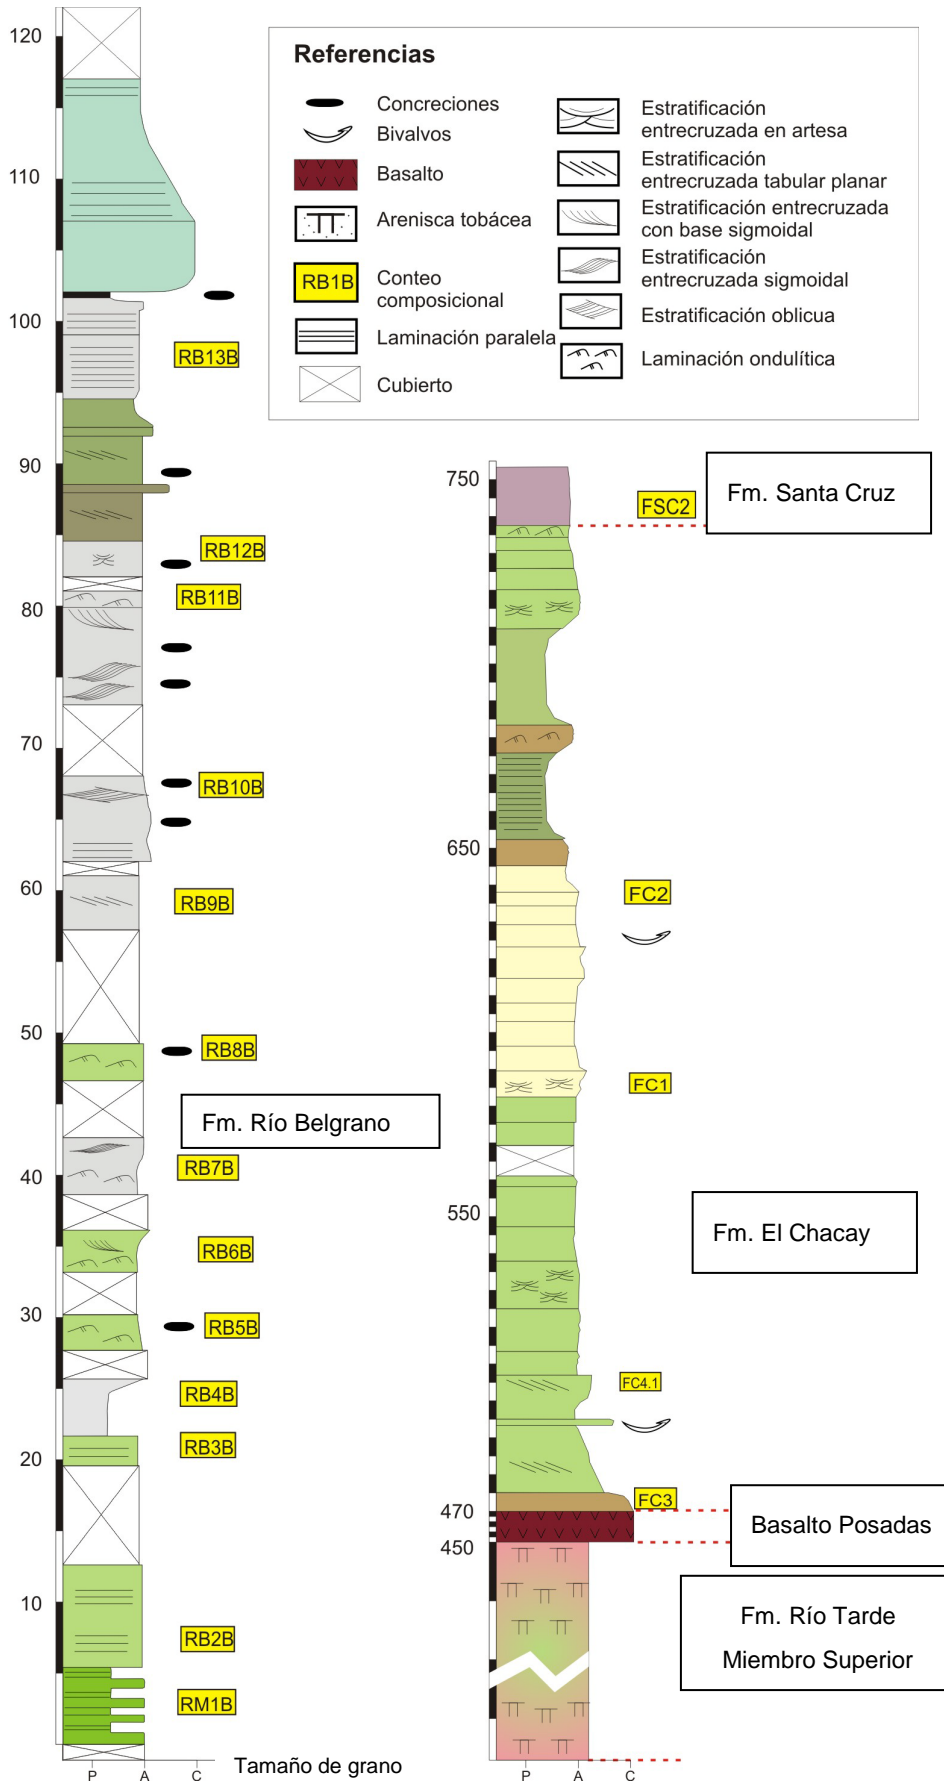 Referencias
Concreciones
Bivalvos
Basalto
Arenisca tobácea
RB1B
Conteo
composicional
Laminación paralela
Cubierto
Estratificación
entrecruzada en artesa
Estratificación
entrecruzada tabular planar
Estratificación entrecruzada
con base sigmoidal
Estratificación
entrecruzada sigmoidal
Estratificación oblicua
Laminación ondulítica
120
110
100
RB13B
90
RB12B
RB11B
80
70
RB10B
60
RB9B
50
RB8B
Fm. Río Belgrano
40
RB7B
RB6B
30
RB5B
RB4B
20
RB3B
10
RB2B
RM1B
P
A
C
Tamaño de grano
750
FSC2
Fm. Santa Cruz
650
FC2
FC1
550
Fm. El Chacay
FC4.1
FC3
470
450
Basalto Posadas
Fm. Río Tarde
Miembro Superior
P
A
C